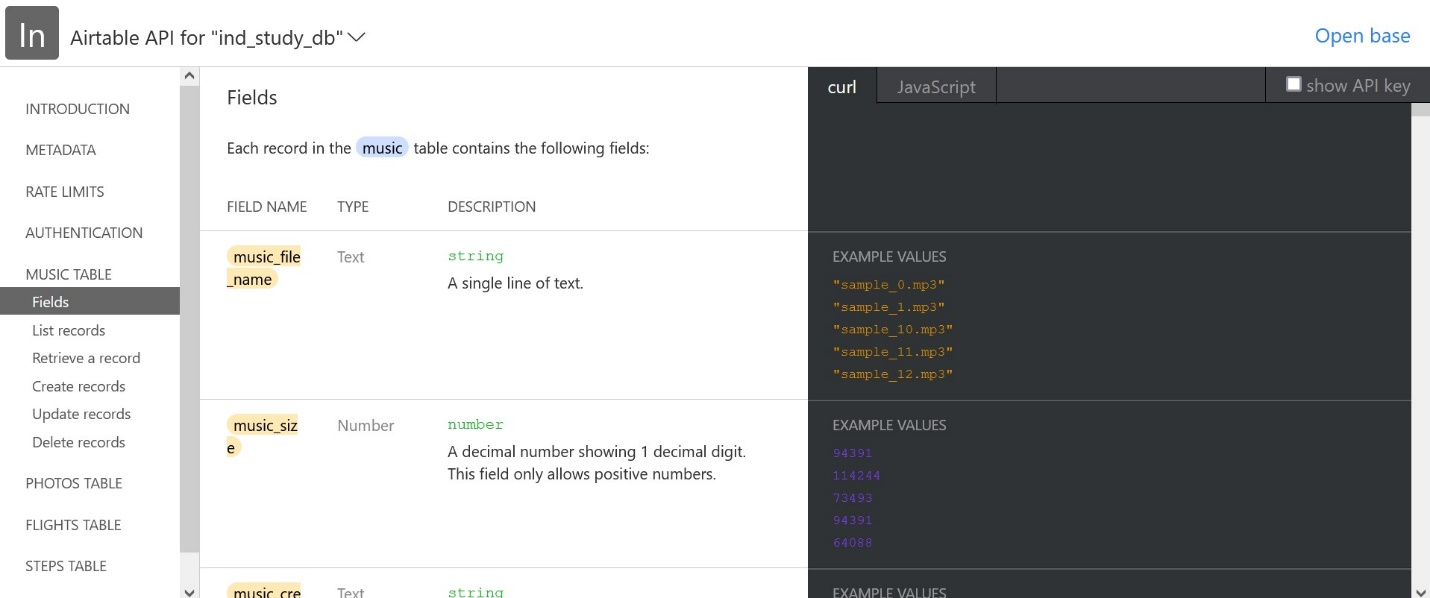 In
Airtable API for "ind_study_db"
Open base
INTRODUCTION
METADATA
RATE LIMITS
AUTHENTICATION
MUSIC TABLE
Fields
List records
Retrieve a record
Create records
Update records
Delete records
PHOTOS TABLE
FLIGHTS TABLE
STEPS TABLE
Fields
Each record in the music table contains the following fields:
FIELD NAME TYPE DESCRIPTION
music_file Text string
_name A single line of text.
music_siz Number number
e A decimal number showing 1 decimal digit.
This field only allows positive numbers.
music_cre Text string
curl JavaScript show API key
EXAMPLE VALUES
"sample_0.mp3"
"sample_1.mp3"
"sample_10.mp3"
"sample_11.mp3"
"sample_12.mp3"
EXAMPLE VALUES
94391
114244
73493
94391
64088
EXAMPLE VALUES